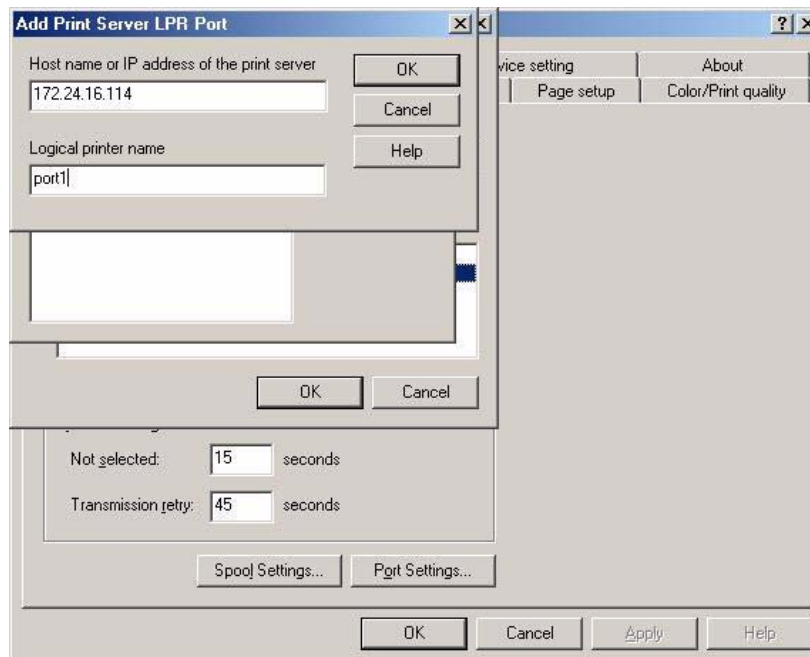 Add Print Server LPR Port
Host name or IP address of the print server
172.24.16.114
OK
Cancel
Help
Logical printer name
port1
vice setting
About
Page setup
Color/Print quality
OK
Cancel
Not selected:
15
seconds
Transmission retry:
45
seconds
Spool Settings...
Port Settings...
OK
Cancel
Apply
Help